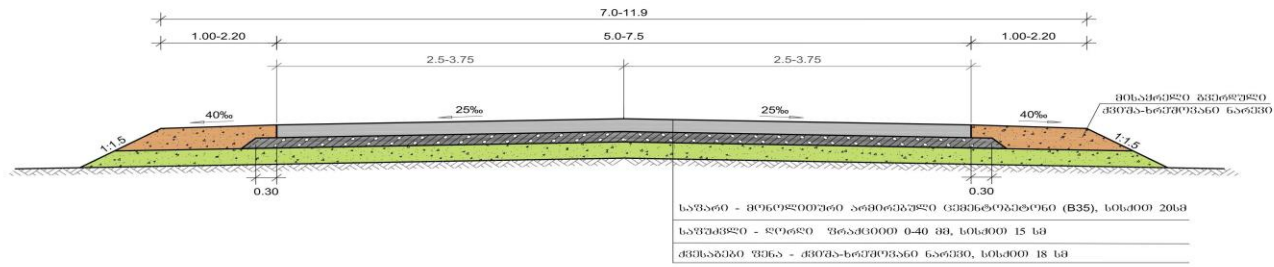 7.0-11.9
1.00-2.20 5.0-7.5 1.00-2.20
2.5-3.75 2.5-3.75
40‰ 25‰ 25‰ 40‰
მისაყრელი გვერდული
ქვიშა-ხრეშოვანი ნარევი
1:1.5 1:1.5
0.30 0.30
საფარი - მონოლითური არმირებული ცემენტობეტონი (B35), სისქით 20სმ
საფუძველი - ღორღი ფრაქციით 0-40 მმ, სისქით 15 სმ
ქვესაგები ფენა - ქვიშა-ხრეშოვანი ნარევი, სისქით 18 სმ